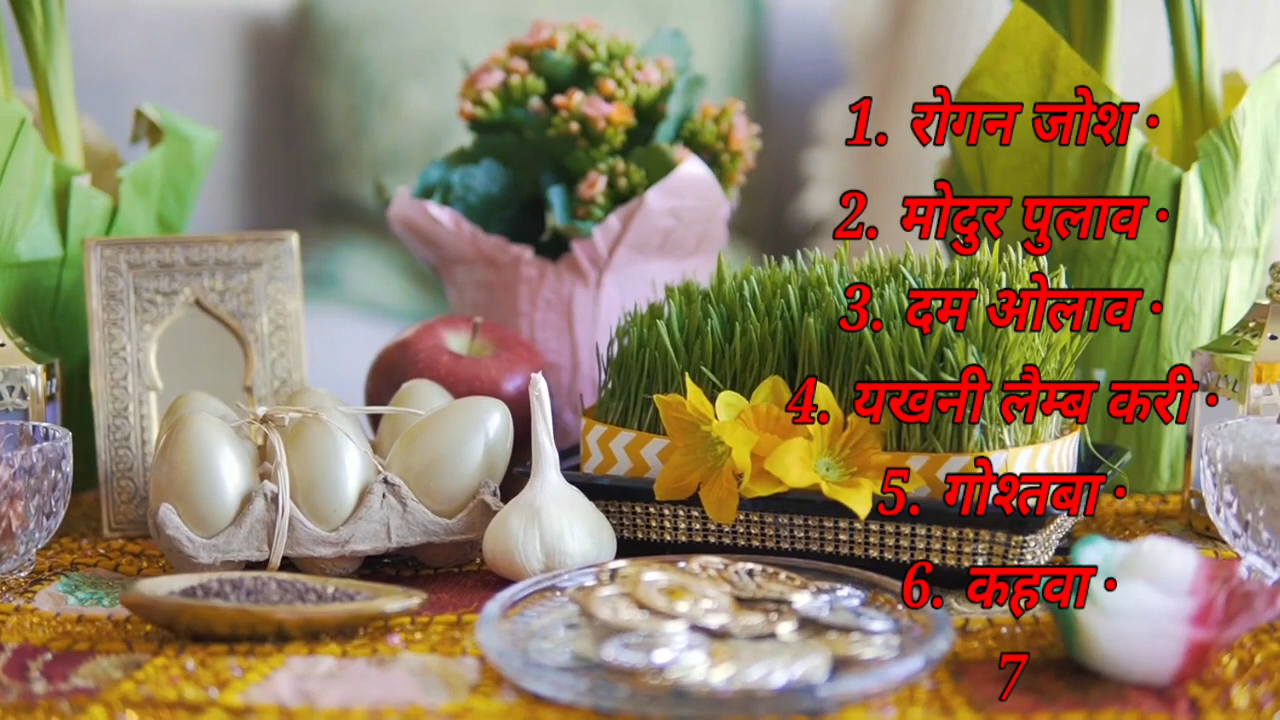 1. रोगन जोश ·
2. मोदुर पुलाव ·
3. दम ओलाव ·
4. यखनी लैम्ब करी ·
5. गोश्तबा ·
6. कहवा ·
7